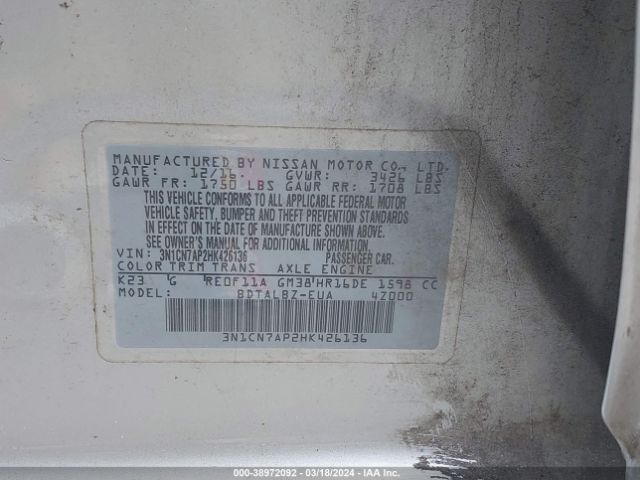 MANUFACTURED BY NISSAN MOTOR CO., LTD.
DATE: 12/16 GVWR: 3426 LBS
GAWR FR: 1750 LBS GAWR RR: 1708 LBS
THIS VEHICLE CONFORMS TO ALL APPLICABLE FEDERAL MOTOR
VEHICLE SAFETY, BUMPER AND THEFT PREVENTION STANDARDS
IN EFFECT ON THE DATE OF MANUFACTURE SHOWN ABOVE.
SEE OWNER'S MANUAL FOR ADDITIONAL INFORMATION.
VIN: 3N1CN7AP2HK426136 PASSENGER CAR.
COLOR TRIM TRANS AXLE ENGINE
K23 G RE0F11A GM38 HR16DE 1598 CC
MODEL: BDTALBZ-EUA 4Z000
3N1CN7AP2HK426136
000-38972092 - 03/18/2024 - IAA Inc.